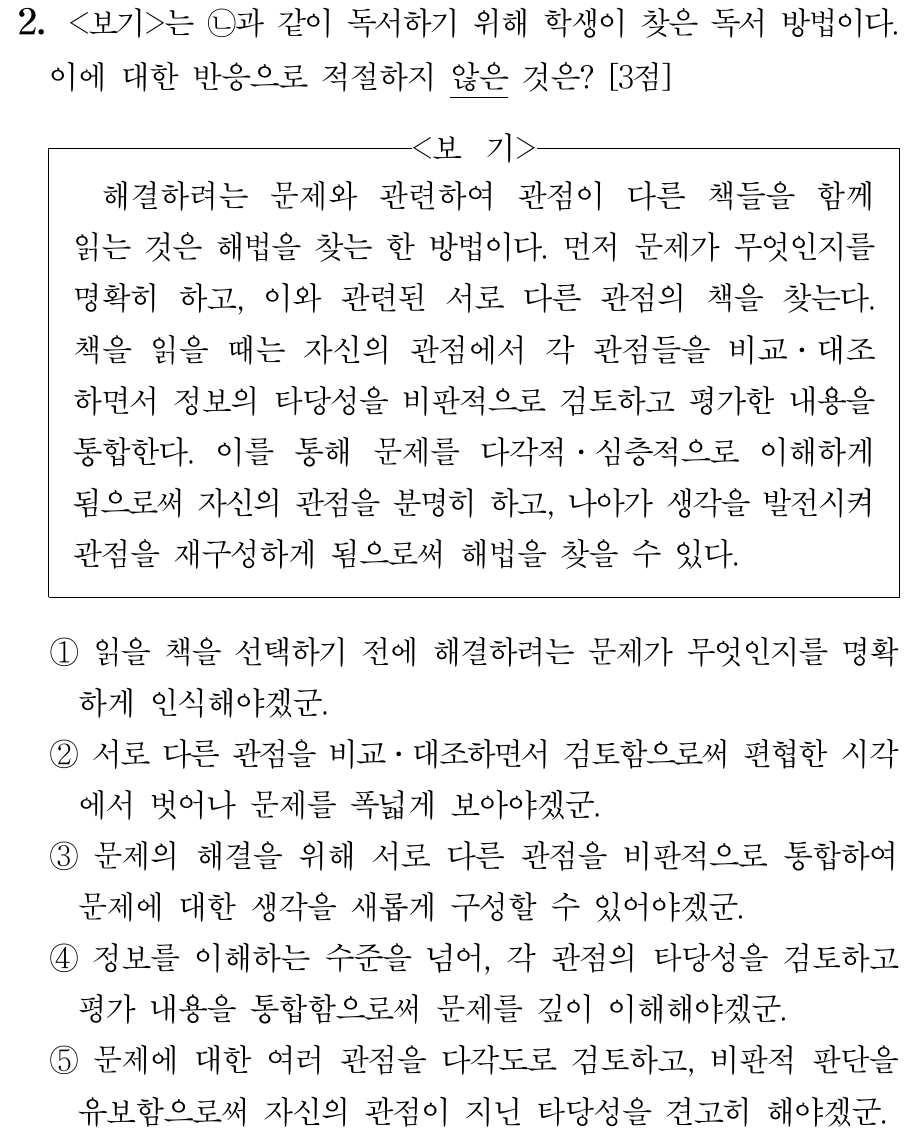 2. <보기>는 ㉡과 같이 독서하기 위해 학생이 찾은 독서 방법이다.
이에 대한 반응으로 적절하지 않은 것은? [3점]
<보 기>
해결하려는 문제와 관련하여 관점이 다른 책들을 함께
읽는 것은 해법을 찾는 한 방법이다. 먼저 문제가 무엇인지를
명확히 하고, 이와 관련된 서로 다른 관점의 책을 찾는다.
책을 읽을 때는 자신의 관점에서 각 관점들을 비교·대조
하면서 정보의 타당성을 비판적으로 검토하고 평가한 내용을
통합한다. 이를 통해 문제를 다각적·심층적으로 이해하게
됨으로써 자신의 관점을 분명히 하고, 나아가 생각을 발전시켜
관점을 재구성하게 됨으로써 해법을 찾을 수 있다.
① 읽을 책을 선택하기 전에 해결하려는 문제가 무엇인지를 명확
하게 인식해야겠군.
② 서로 다른 관점을 비교·대조하면서 검토함으로써 편협한 시각
에서 벗어나 문제를 폭넓게 보아야겠군.
③ 문제의 해결을 위해 서로 다른 관점을 비판적으로 통합하여
문제에 대한 생각을 새롭게 구성할 수 있어야겠군.
④ 정보를 이해하는 수준을 넘어, 각 관점의 타당성을 검토하고
평가 내용을 통합함으로써 문제를 깊이 이해해야겠군.
⑤ 문제에 대한 여러 관점을 다각도로 검토하고, 비판적 판단을
유보함으로써 자신의 관점이 지닌 타당성을 견고히 해야겠군.